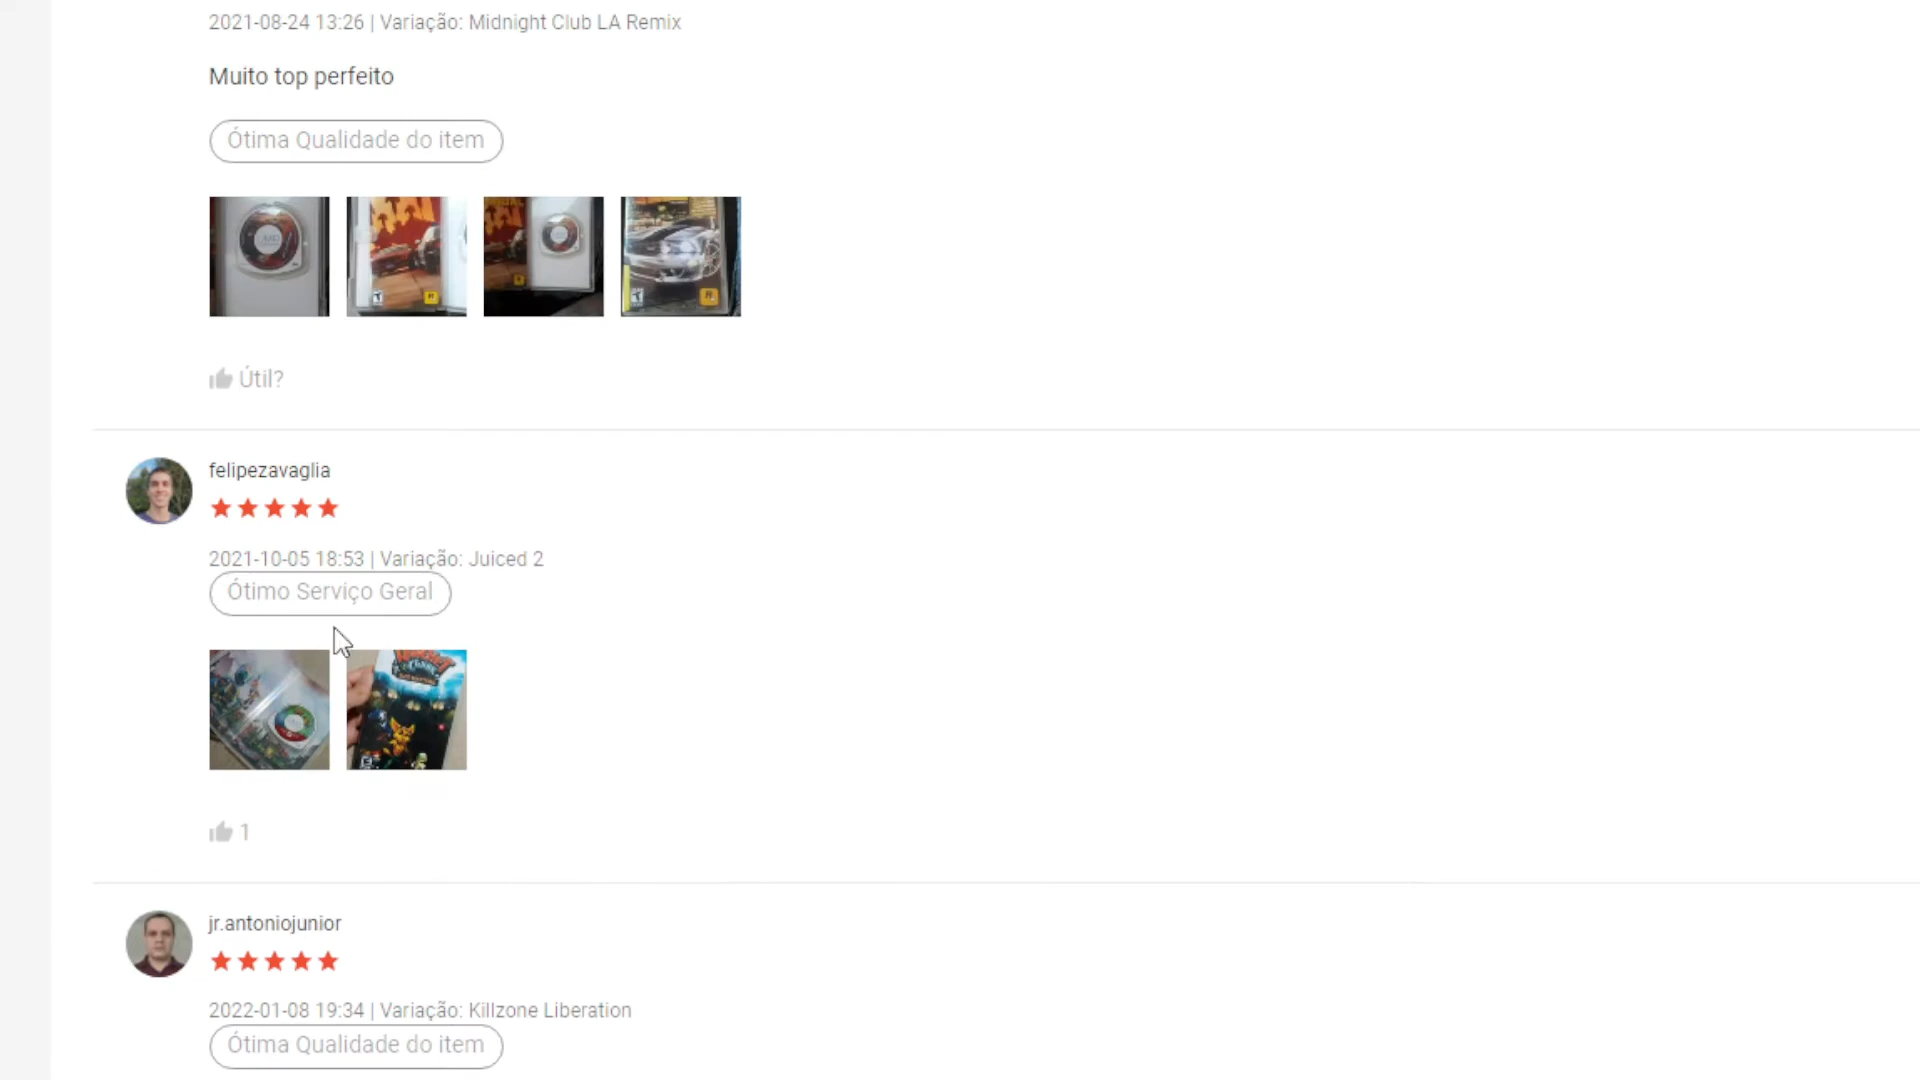 2021-08-24 13:26 | Variação: Midnight Club LA Remix
Muito top perfeito
Ótima Qualidade do item
Útil?
felipezavaglia
2021-10-05 18:53 | Variação: Juiced 2
Ótimo Serviço Geral
1
jr.antoniojunior
2022-01-08 19:34 | Variação: Killzone Liberation
Ótima Qualidade do item